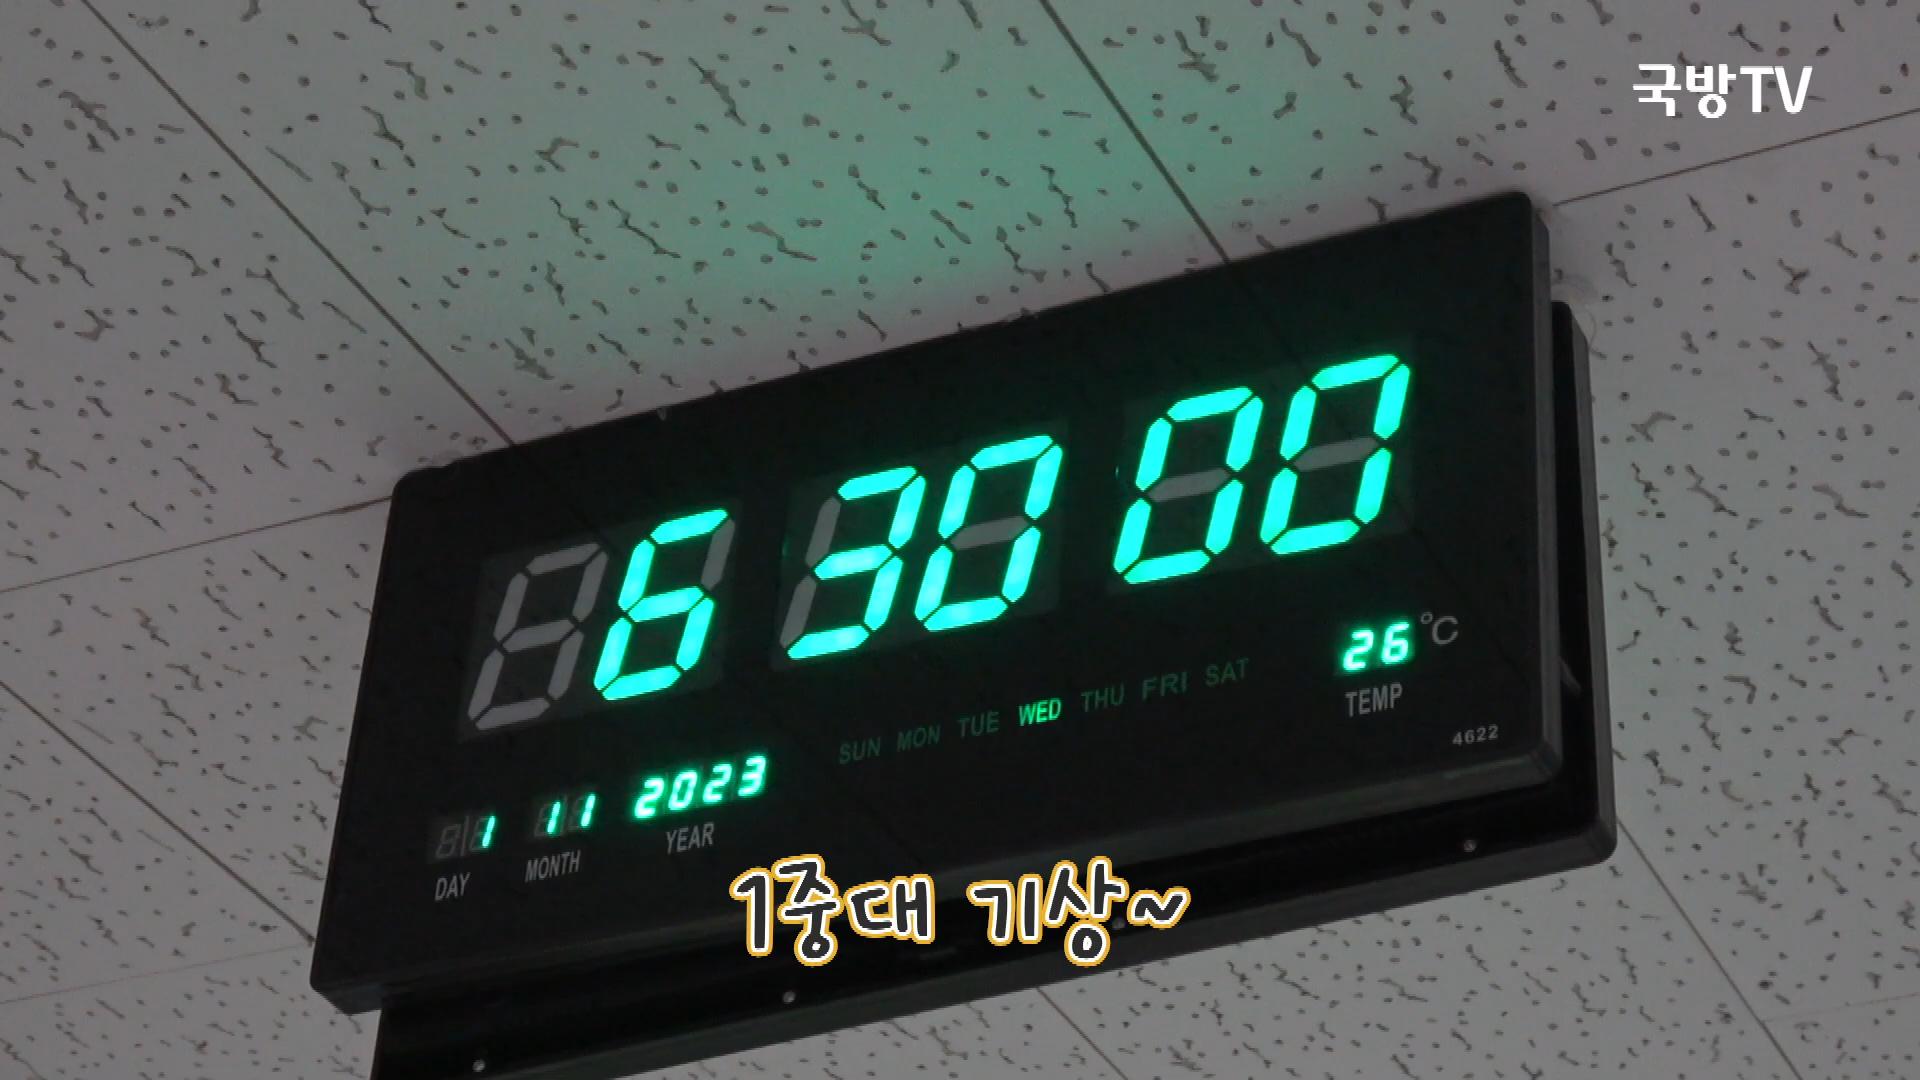 국방TV
6 30 00
26 °C
TEMP
SUN MON TUE WED THU FRI SAT
4622
1 11 2023
DAY MONTH YEAR
1중대 기상~